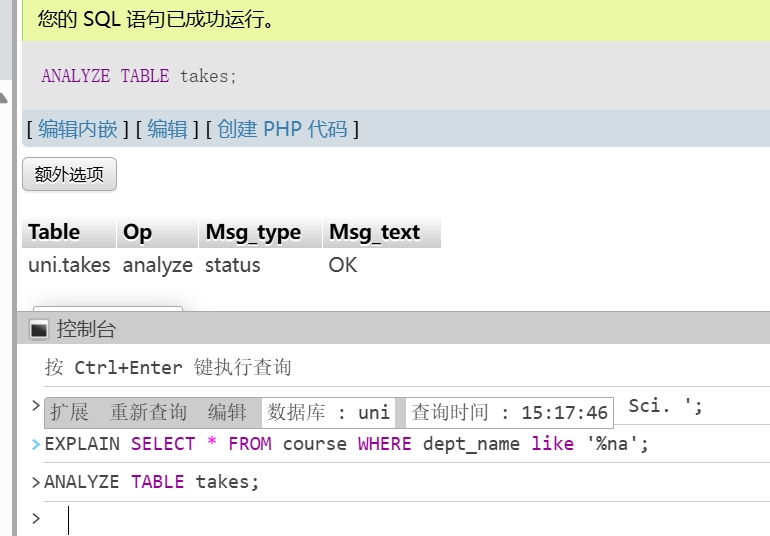 您的 SQL 语句已成功运行。
ANALYZE TABLE takes;
[ 编辑内嵌 ] [ 编辑 ] [ 创建 PHP 代码 ]
额外选项
Table Op Msg_type Msg_text
uni.takes analyze status OK
控制台
按 Ctrl+Enter 键执行查询
> 扩展 重新查询 编辑 数据库 : uni 查询时间 : 15:17:46 Sci. ';
>EXPLAIN SELECT * FROM course WHERE dept_name like '%na';
>ANALYZE TABLE takes;
>